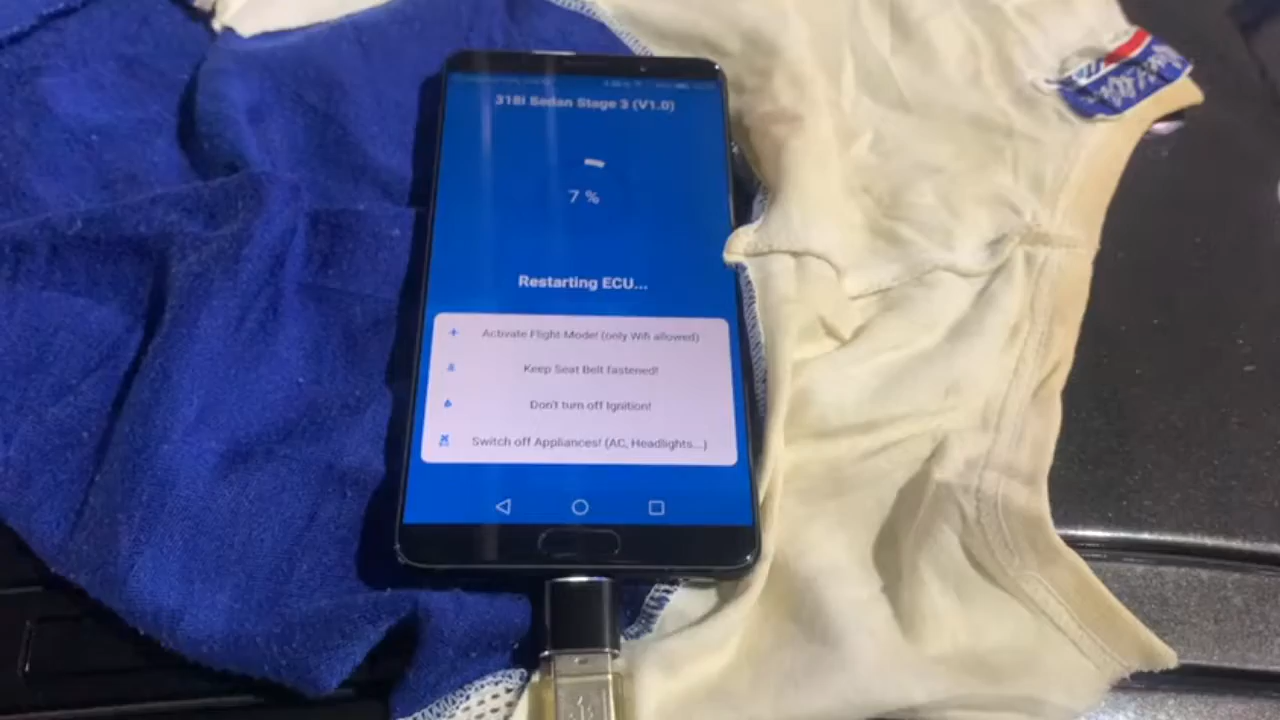 318i Sedan Stage 3 (V1.0)
7 %
Restarting ECU...
Activate Flight Mode! (only Wifi allowed)
Keep Seat Belt fastened!
Don't turn off Ignition!
Switch off Appliances! (AC, Headlights...)